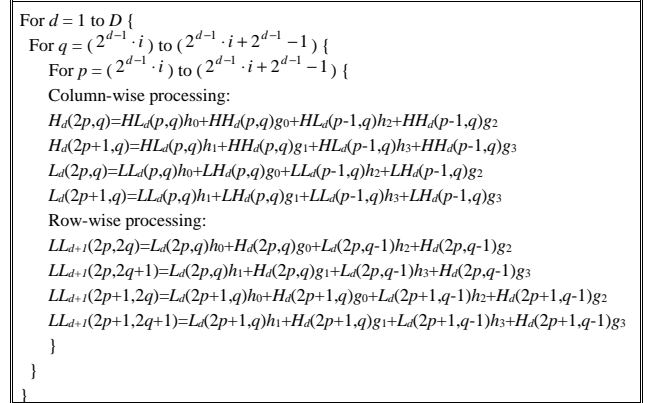 For d = 1 to D {
For q = ( 2^{d-1} · i ) to ( 2^{d-1} · i + 2^{d-1} − 1 ) {
For p = ( 2^{d-1} · i ) to ( 2^{d-1} · i + 2^{d-1} − 1 ) {
Column-wise processing:
H_d(2p,q)=HL_d(p,q)h_0+HH_d(p,q)g_0+HL_d(p-1,q)h_2+HH_d(p-1,q)g_2
H_d(2p+1,q)=HL_d(p,q)h_1+HH_d(p,q)g_1+HL_d(p-1,q)h_3+HH_d(p-1,q)g_3
L_d(2p,q)=LL_d(p,q)h_0+LH_d(p,q)g_0+LL_d(p-1,q)h_2+LH_d(p-1,q)g_2
L_d(2p+1,q)=LL_d(p,q)h_1+LH_d(p,q)g_1+LL_d(p-1,q)h_3+LH_d(p-1,q)g_3
Row-wise processing:
LL_{d+1}(2p,2q)=L_d(2p,q)h_0+H_d(2p,q)g_0+L_d(2p,q-1)h_2+H_d(2p,q-1)g_2
LL_{d+1}(2p,2q+1)=L_d(2p,q)h_1+H_d(2p,q)g_1+L_d(2p,q-1)h_3+H_d(2p,q-1)g_3
LL_{d+1}(2p+1,2q)=L_d(2p+1,q)h_0+H_d(2p+1,q)g_0+L_d(2p+1,q-1)h_2+H_d(2p+1,q-1)g_2
LL_{d+1}(2p+1,2q+1)=L_d(2p+1,q)h_1+H_d(2p+1,q)g_1+L_d(2p+1,q-1)h_3+H_d(2p+1,q-1)g_3
}
}
}